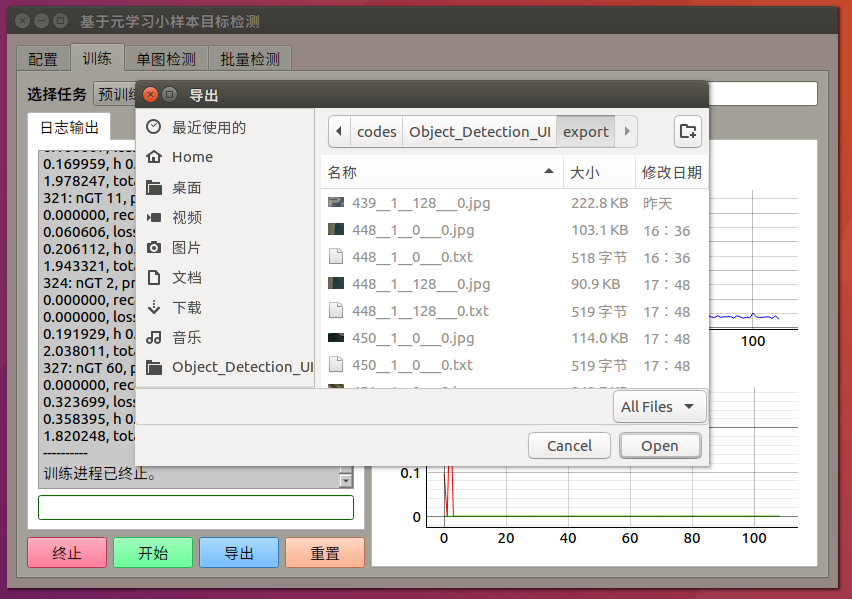 基于元学习小样本目标检测
配置 训练 单图检测 批量检测
选择任务 预训练
日志输出
0.169959, h 0.
1.978247, tota
321: nGT 11, p
0.000000, reca
0.060606, loss
0.206112, h 0.
1.943321, tota
324: nGT 2, pr
0.000000, reca
0.000000, loss
0.191929, h 0.
2.038011, tota
327: nGT 60, p
0.000000, reca
0.323699, loss
0.358395, h 0.
1.820248, tota
----------
训练进程已终止。
终止 开始 导出 重置
导出
最近使用的
Home
桌面
视频
图片
文档
下载
音乐
Object_Detection_UI
codes Object_Detection_UI export
名称 大小 修改日期
439__1__128___0.jpg 222.8 KB 昨天
448__1__0___0.jpg 103.1 KB 16：36
448__1__0___0.txt 518 字节 16：36
448__1__128___0.jpg 90.9 KB 17：48
448__1__128___0.txt 519 字节 17：48
450__1__0___0.jpg 114.0 KB 17：48
450__1__0___0.txt 519 字节 17：48
All Files
Cancel Open
100
0.1
0
0 20 40 60 80 100